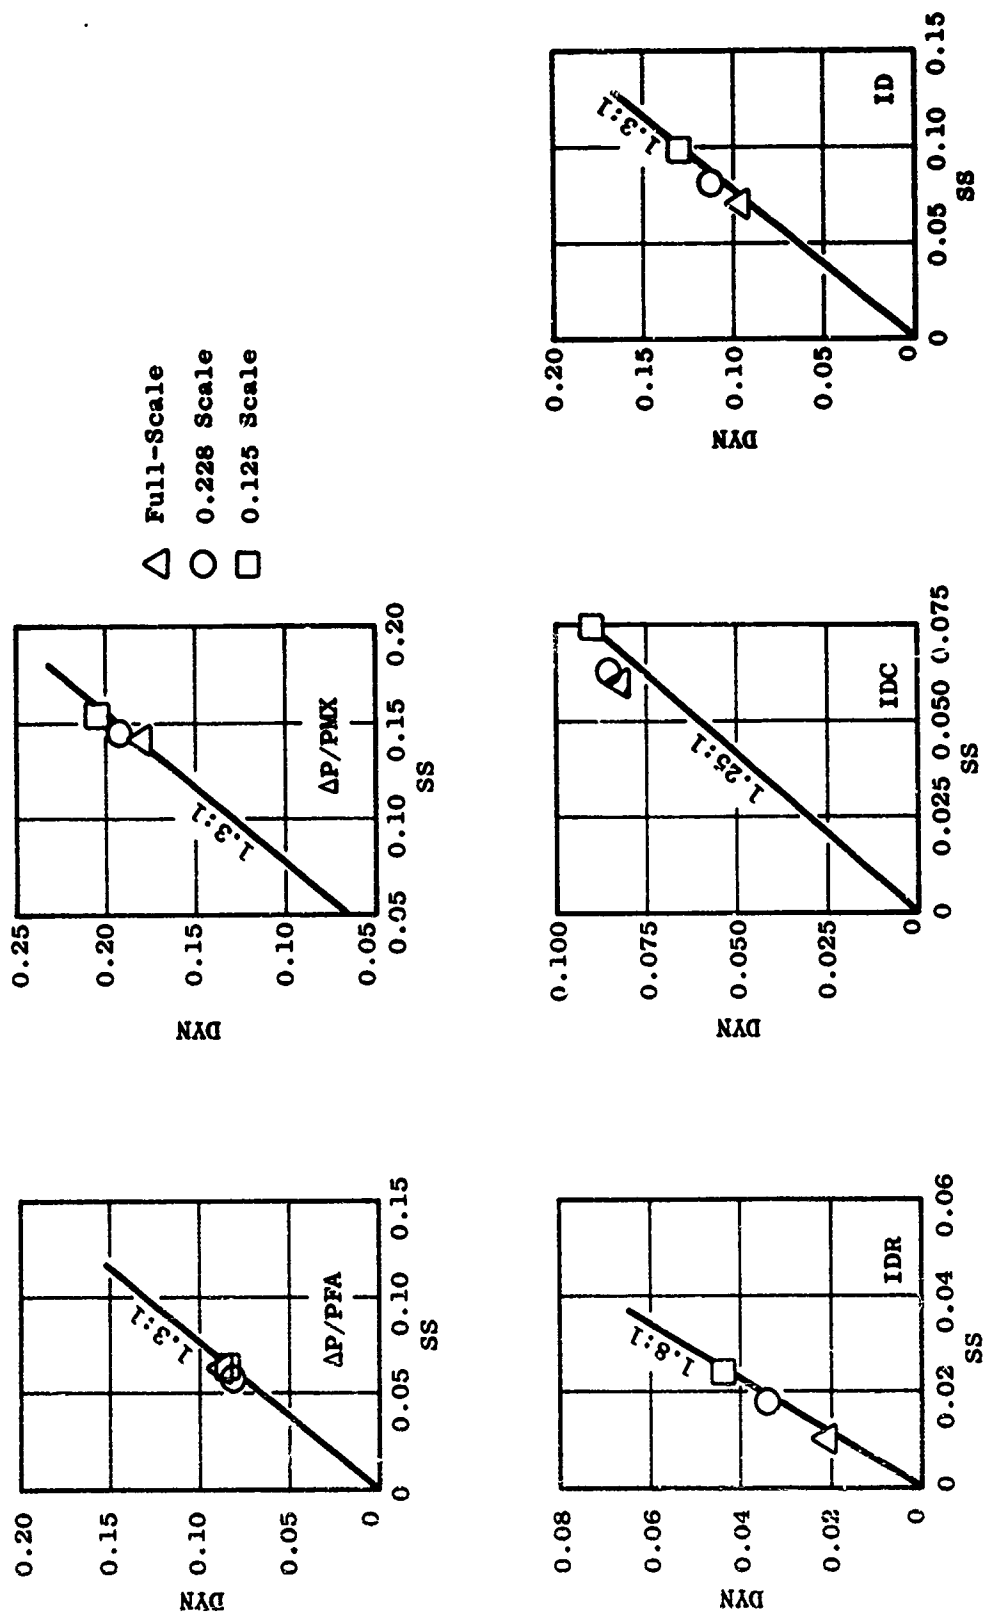 0.20
0.15
0.10
0.05
0
DYN
1.3:1
ΔP/PFA
0 0.05 0.10 0.15
SS
0.25
0.20
0.15
0.10
0.05
DYN
1.3:1
ΔP/PMX
0.05 0.10 0.15 0.20
SS
Full-Scale
0.228 Scale
0.125 Scale
0.08
0.06
0.04
0.02
0
DYN
1.8:1
IDR
0 0.02 0.04 0.06
SS
0.100
0.075
0.050
0.025
0
DYN
1.25:1
IDC
0 0.025 0.050 0.075
SS
0.20
0.15
0.10
0.05
0
DYN
1.3:1
ID
0 0.05 0.10 0.15
SS